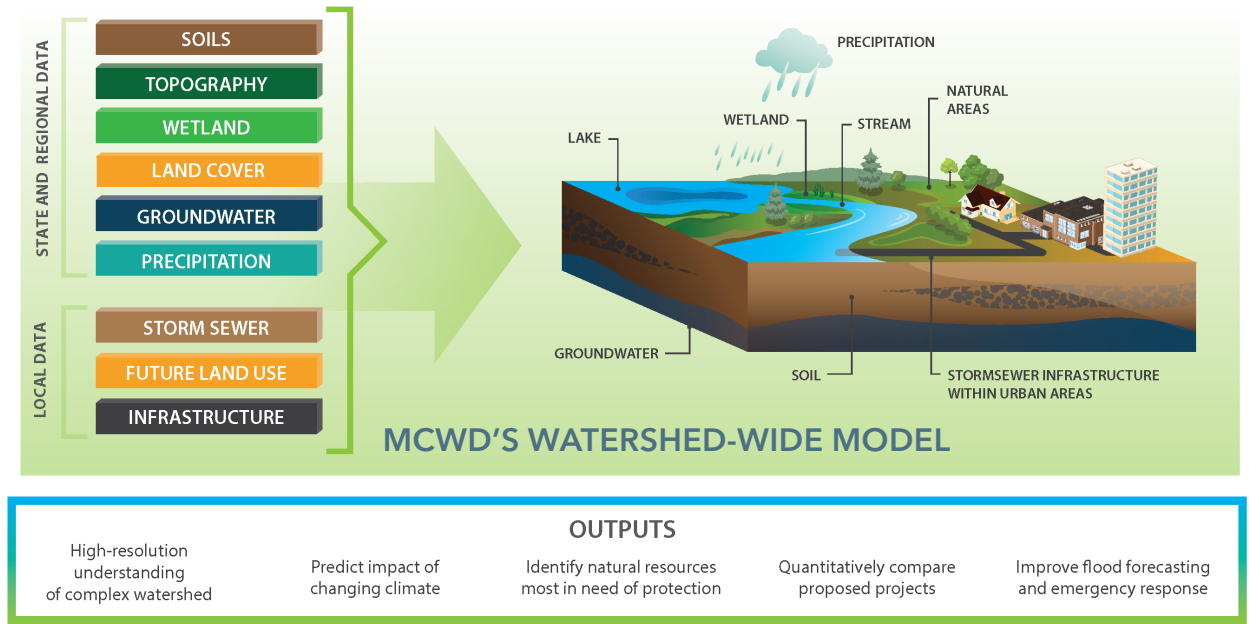 STATE AND REGIONAL DATA
SOILS
TOPOGRAPHY
WETLAND
LAND COVER
GROUNDWATER
PRECIPITATION
LOCAL DATA
STORM SEWER
FUTURE LAND USE
INFRASTRUCTURE
PRECIPITATION
NATURAL
AREAS
WETLAND
STREAM
LAKE
GROUNDWATER
SOIL
STORMSEWER INFRASTRUCTURE
WITHIN URBAN AREAS
MCWD'S WATERSHED-WIDE MODEL
OUTPUTS
High-resolution
understanding
of complex watershed
Predict impact of
changing climate
Identify natural resources
most in need of protection
Quantitatively compare
proposed projects
Improve flood forecasting
and emergency response